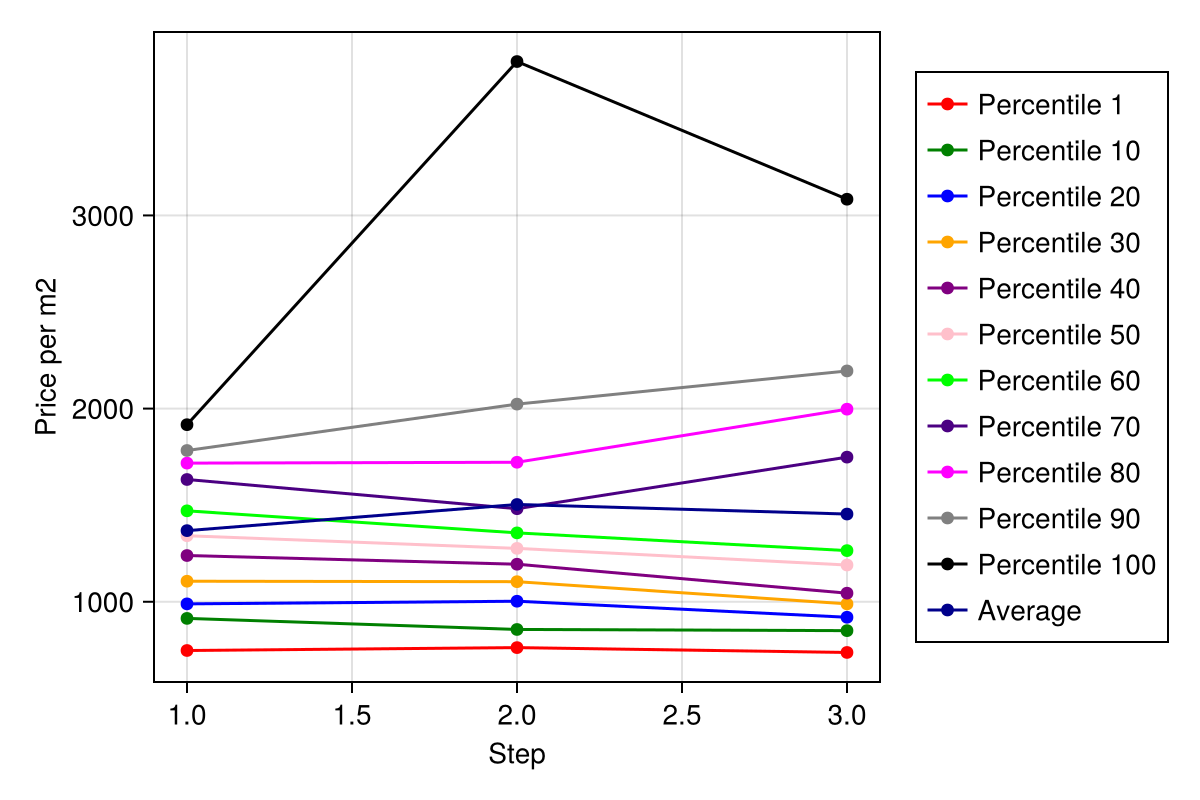 Price per m2
3000
2000
1000
1.0
1.5
2.0
2.5
3.0
Step
Percentile 1
Percentile 10
Percentile 20
Percentile 30
Percentile 40
Percentile 50
Percentile 60
Percentile 70
Percentile 80
Percentile 90
Percentile 100
Average